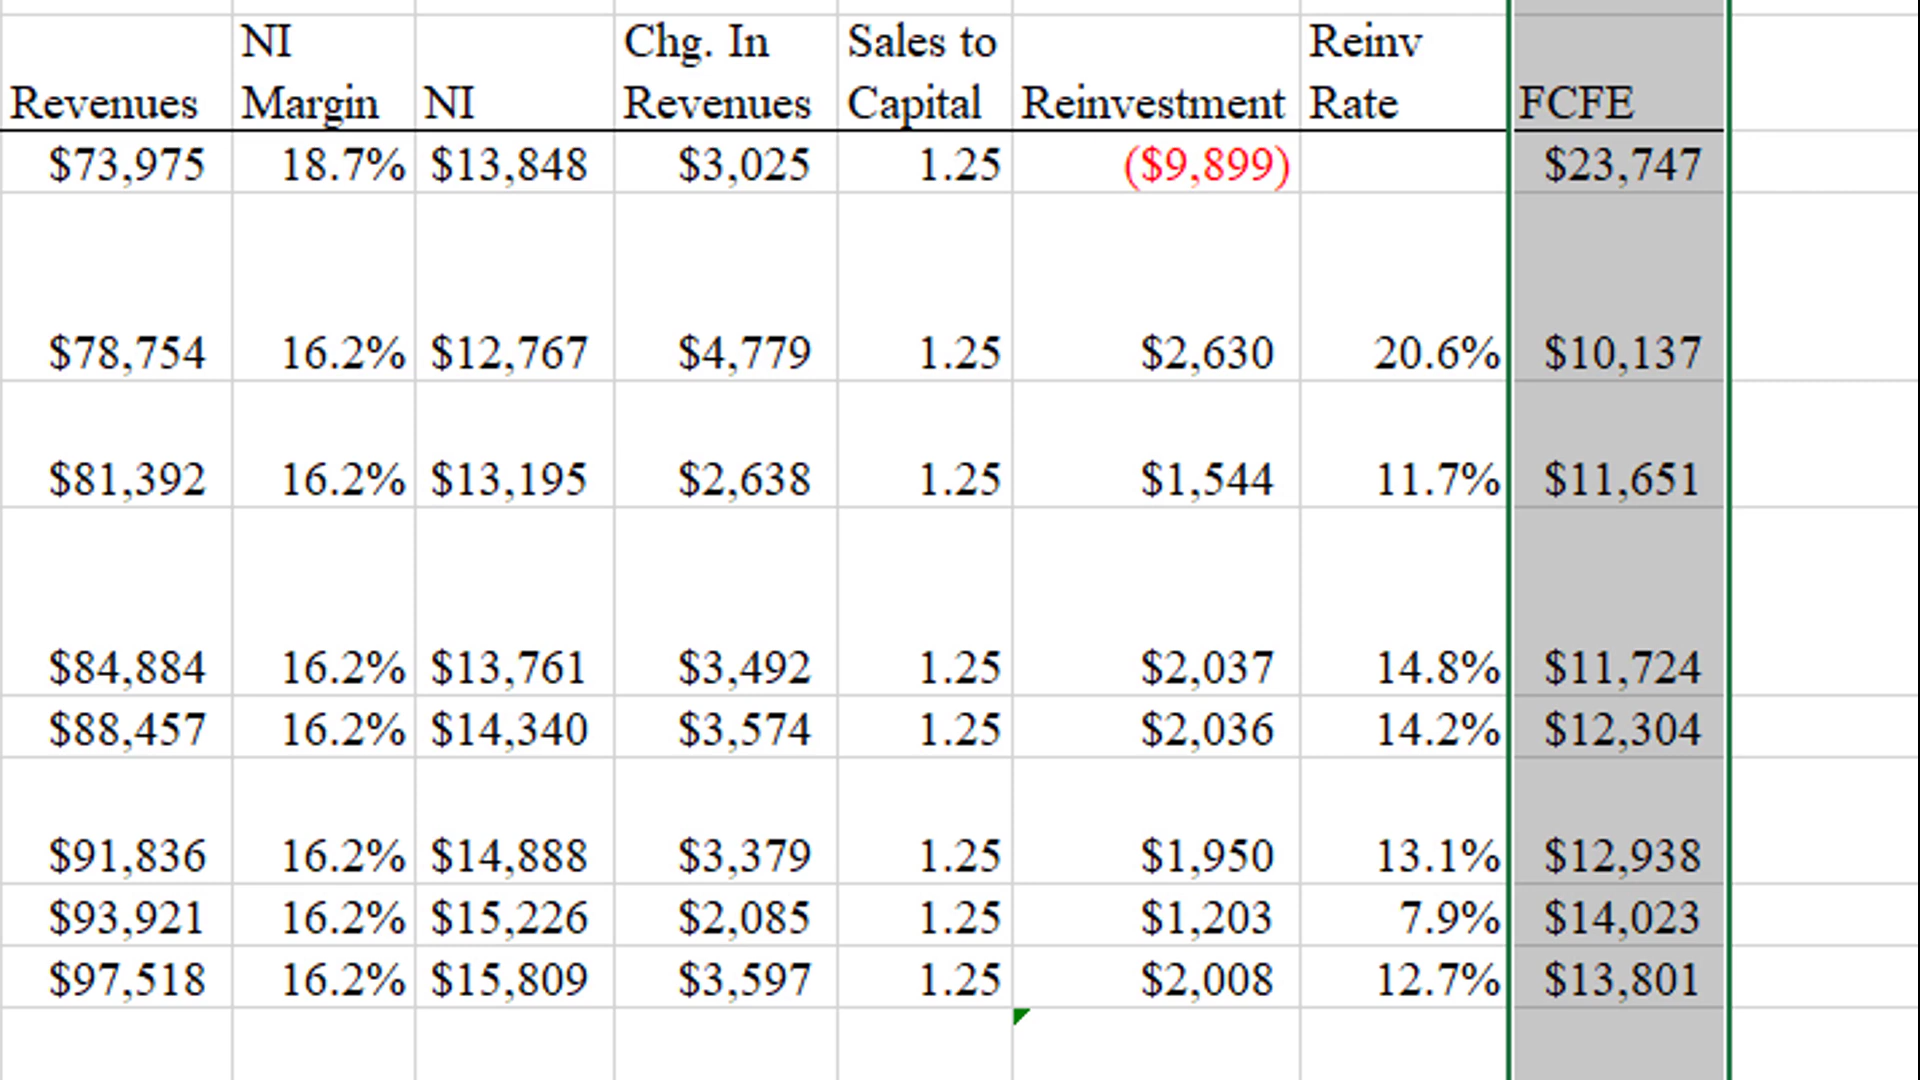 Revenues NI Margin NI Chg. In Revenues Sales to Capital Reinvestment Reinv Rate FCFE
$73,975 18.7% $13,848 $3,025 1.25 ($9,899) $23,747
$78,754 16.2% $12,767 $4,779 1.25 $2,630 20.6% $10,137
$81,392 16.2% $13,195 $2,638 1.25 $1,544 11.7% $11,651
$84,884 16.2% $13,761 $3,492 1.25 $2,037 14.8% $11,724
$88,457 16.2% $14,340 $3,574 1.25 $2,036 14.2% $12,304
$91,836 16.2% $14,888 $3,379 1.25 $1,950 13.1% $12,938
$93,921 16.2% $15,226 $2,085 1.25 $1,203 7.9% $14,023
$97,518 16.2% $15,809 $3,597 1.25 $2,008 12.7% $13,801